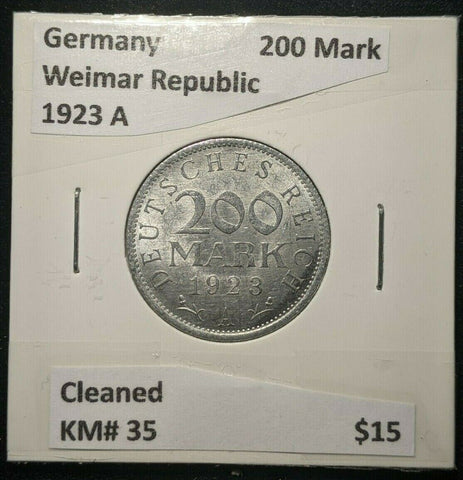 Germany 200 Mark
Weimar Republic
1923 A
DEUTSCHES REICH
200
MARK
1923
A
Cleaned
KM# 35 $15